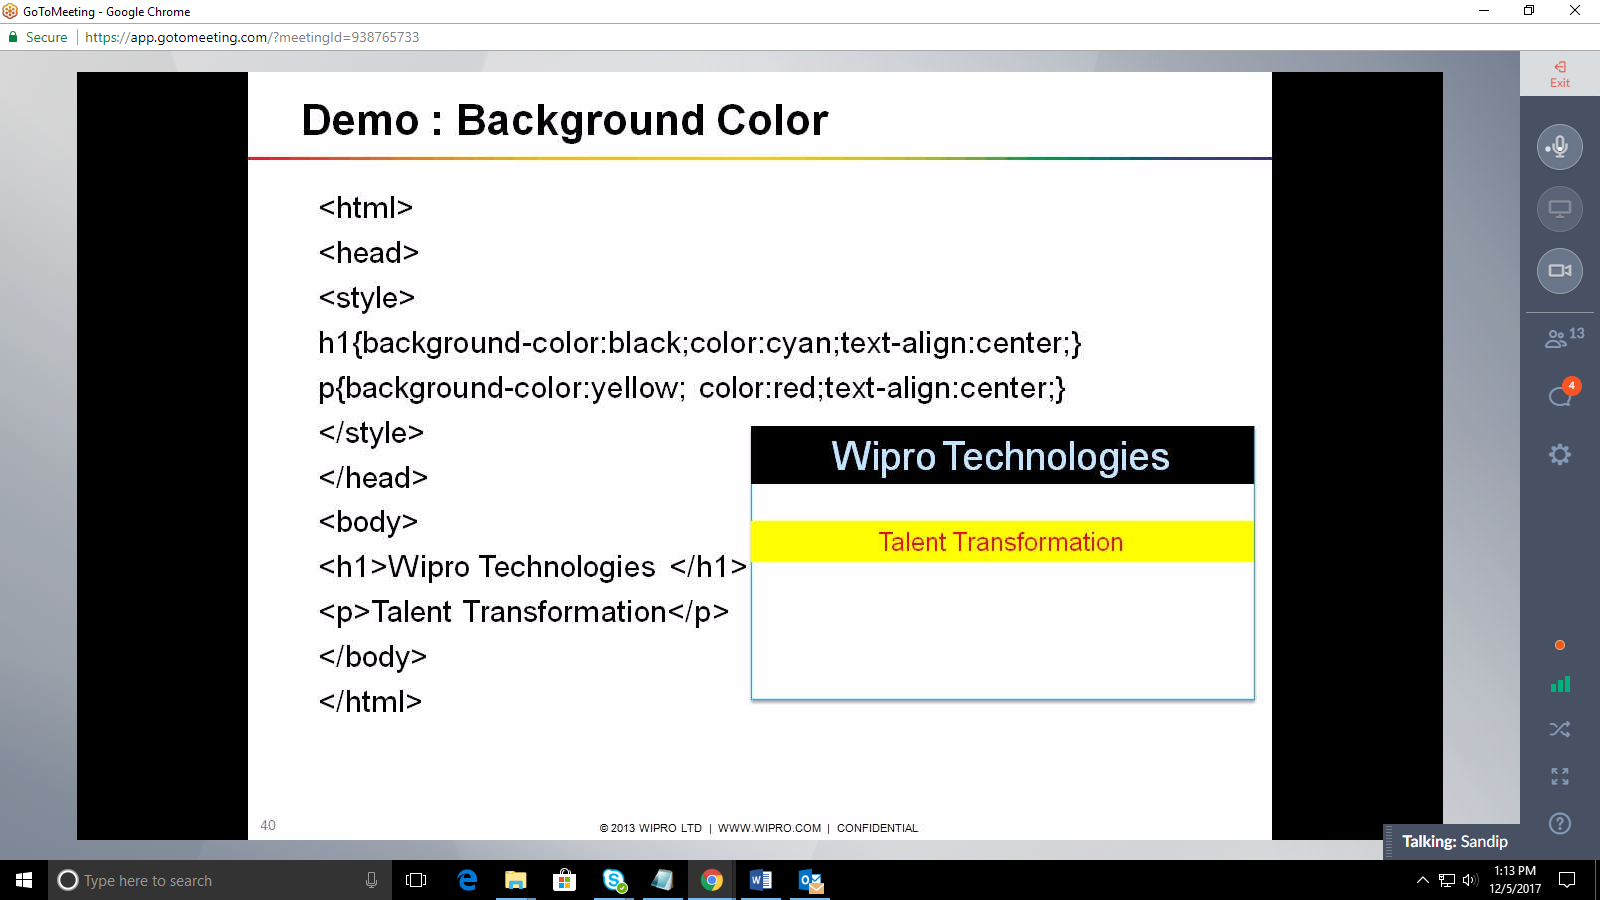 GoToMeeting - Google Chrome
Secure | https://app.gotomeeting.com/?meetingId=938765733
Exit
Demo : Background Color
<html>
<head>
<style>
h1{background-color:black;color:cyan;text-align:center;}
p{background-color:yellow; color:red;text-align:center;}
</style>
</head>
<body>
<h1>Wipro Technologies </h1>
<p>Talent Transformation</p>
</body>
</html>
Wipro Technologies
Talent Transformation
13
4
40
© 2013 WIPRO LTD | WWW.WIPRO.COM | CONFIDENTIAL
Talking: Sandip
Type here to search
1:13 PM
12/5/2017